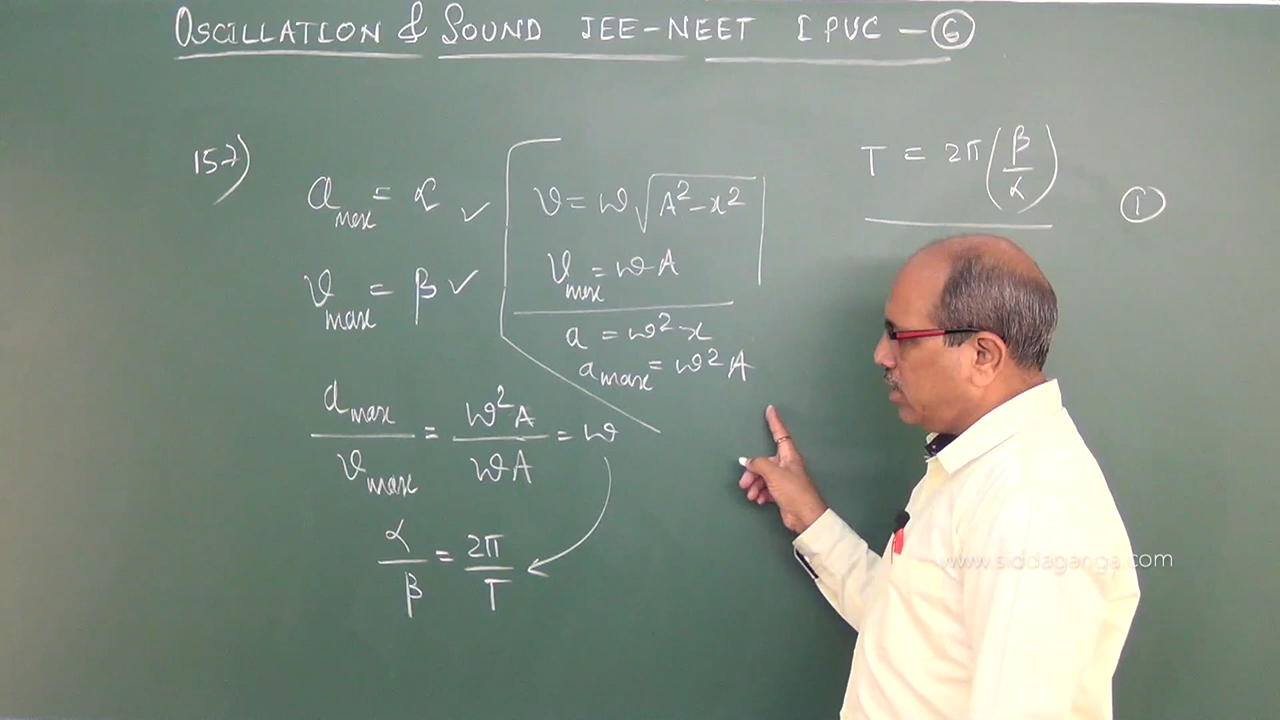 OSCILLATION & SOUND JEE-NEET I PUC - ⑥
157)
a_max = α ✓
v_max = β ✓
a_max / v_max = ω²A / ωA = ω
α / β = 2π / T
v = ω√(A² - x²)
v_max = ωA
a = ω²x
a_max = ω²A
T = 2π(β/α)
①
www.siddaganga.com